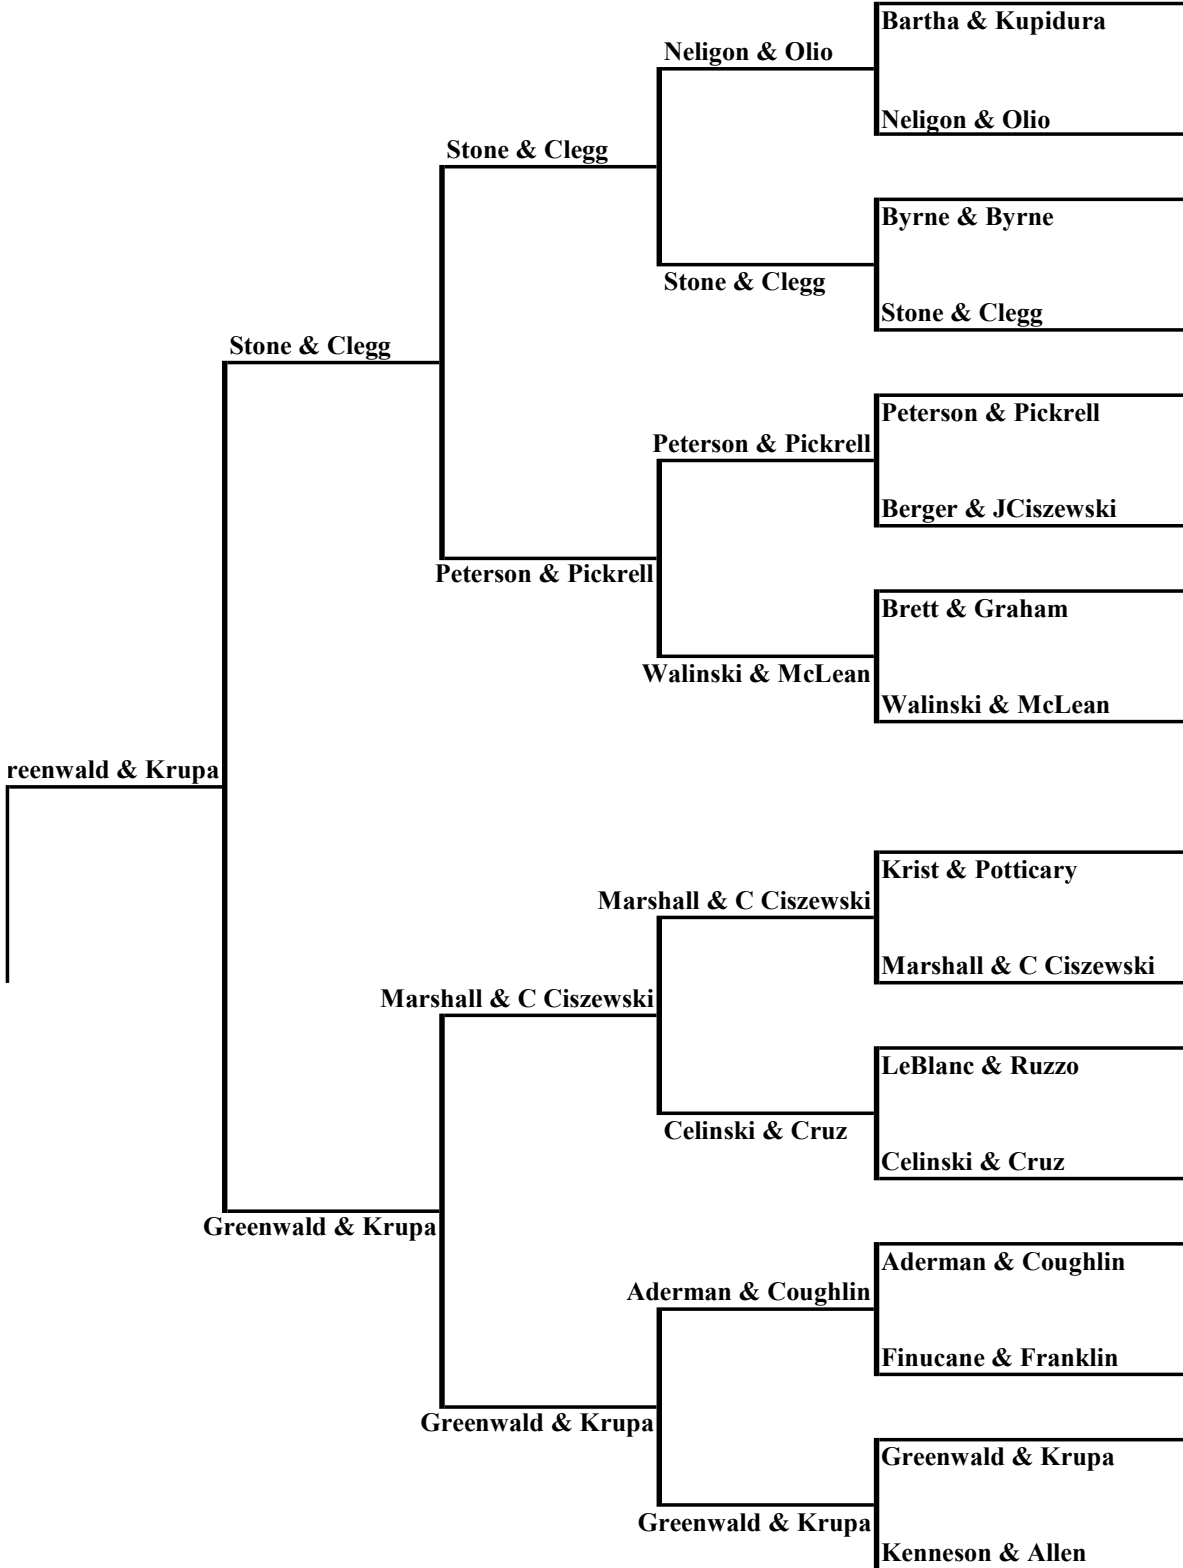 Bartha & Kupidura
Neligon & Olio
Neligon & Olio
Stone & Clegg
Byrne & Byrne
Stone & Clegg
Stone & Clegg
Stone & Clegg
Peterson & Pickrell
Peterson & Pickrell
Berger & JCiszewski
Peterson & Pickrell
Brett & Graham
Walinski & McLean
Walinski & McLean
reenwald & Krupa
Krist & Potticary
Marshall & C Ciszewski
Marshall & C Ciszewski
Marshall & C Ciszewski
LeBlanc & Ruzzo
Celinski & Cruz
Celinski & Cruz
Greenwald & Krupa
Aderman & Coughlin
Aderman & Coughlin
Finucane & Franklin
Greenwald & Krupa
Greenwald & Krupa
Greenwald & Krupa
Kenneson & Allen